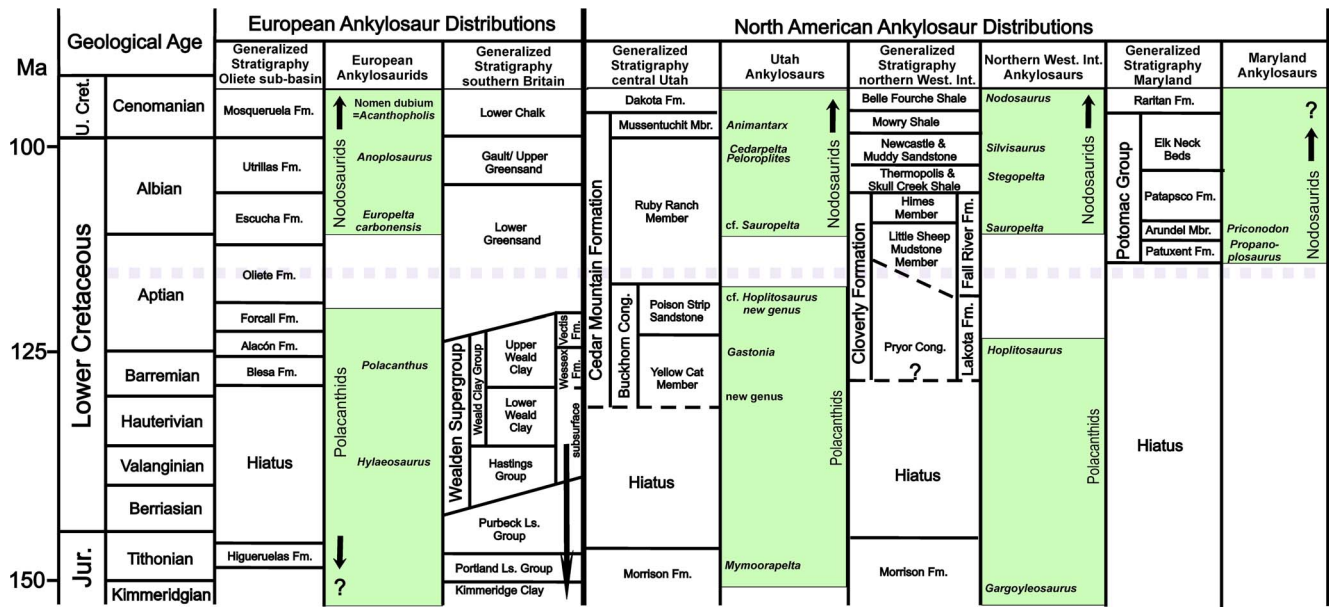 European Ankylosaur Distributions
North American Ankylosaur Distributions
Geological Age
Ma
Generalized
Stratigraphy
Oliete sub-basin
European
Ankylosaurids
Generalized
Stratigraphy
southern Britain
Generalized
Stratigraphy
central Utah
Utah
Ankylosaurs
Generalized
Stratigraphy
northern West. Int.
Northern West. Int.
Ankylosaurs
Generalized
Stratigraphy
Maryland
Maryland
Ankylosaurs
100
125
150
U. Cret.
Lower Cretaceous
Jur.
Cenomanian
Albian
Aptian
Barremian
Hauterivian
Valanginian
Berriasian
Tithonian
Kimmeridgian
Mosqueruela Fm.
Utrillas Fm.
Escucha Fm.
Oliete Fm.
Forcall Fm.
Alacón Fm.
Blesa Fm.
Hiatus
Higueruelas Fm.
Nomen dubium
=Acanthopholis
Anoplosaurus
Europelta
carbonensis
Nodosaurids
Polacanthus
Hylaeosaurus
Polacanthids
?
Lower Chalk
Gault/ Upper
Greensand
Lower
Greensand
Wealden Supergroup
Weald Clay Group
Upper
Weald
Clay
Lower
Weald
Clay
Hastings
Group
Vectis
Fm.
Wessex
Fm.
subsurface
Purbeck Ls.
Group
Portland Ls. Group
Kimmeridge Clay
Dakota Fm.
Cedar Mountain Formation
Mussentuchit Mbr.
Ruby Ranch
Member
Buckhorn Cong.
Poison Strip
Sandstone
Yellow Cat
Member
Hiatus
Morrison Fm.
Animantarx
Cedarpelta
Peloroplites
cf. Sauropelta
Nodosaurids
cf. Hoplitosaurus
new genus
Gastonia
new genus
Polacanthids
Mymoorapelta
Belle Fourche Shale
Mowry Shale
Newcastle &
Muddy Sandstone
Thermopolis &
Skull Creek Shale
Cloverly Formation
Himes
Member
Little Sheep
Mudstone
Member
Fall River Fm.
Pryor Cong.
?
Lakota Fm.
Hiatus
Morrison Fm.
Nodosaurus
Silvisaurus
Stegopelta
Sauropelta
Nodosaurids
Hoplitosaurus
Polacanthids
Gargoyleosaurus
Raritan Fm.
Potomac Group
Elk Neck
Beds
Patapsco Fm.
Arundel Mbr.
Patuxent Fm.
Hiatus
?
Nodosaurids
Priconodon
Propano-
plosaurus